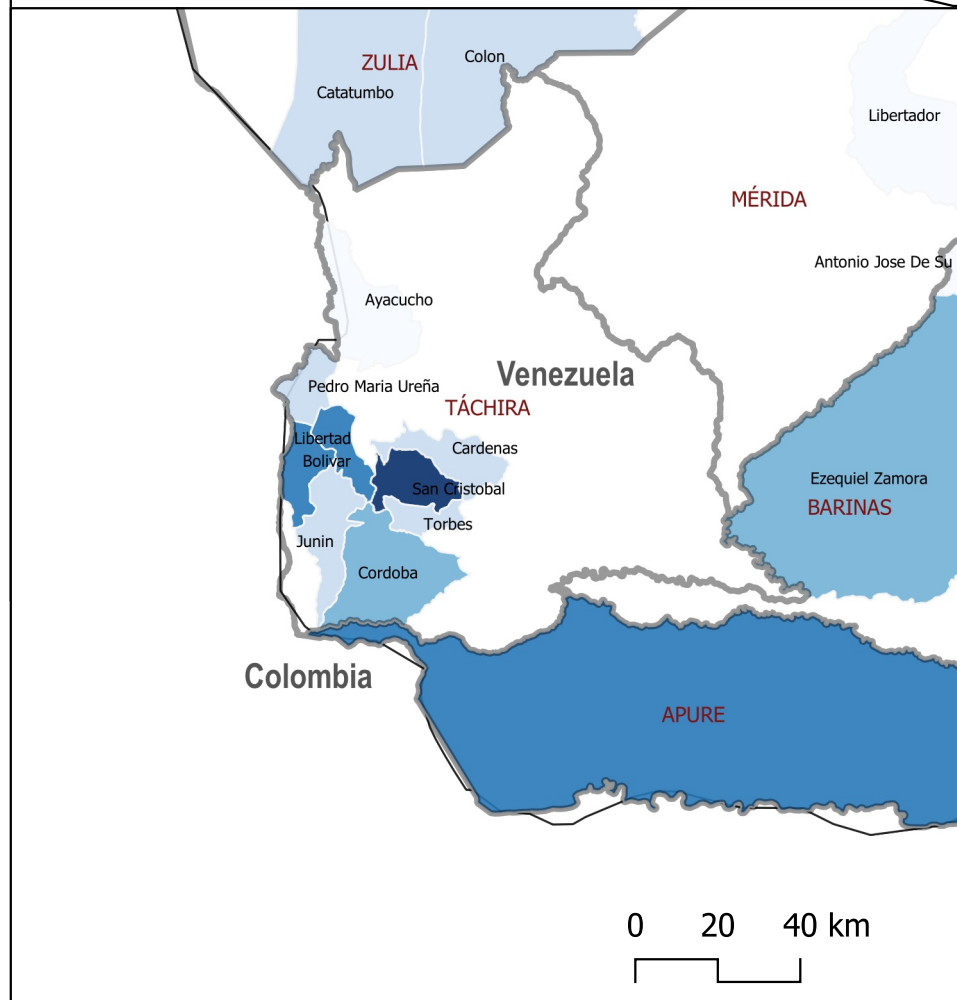 Colon
ZULIA
Catatumbo
Libertador
MÉRIDA
Antonio Jose De Su
Ayacucho
Venezuela
Pedro Maria Ureña
TÁCHIRA
Libertad
Cardenas
Bolivar
Ezequiel Zamora
San Cristobal
BARINAS
Torbes
Junin
Cordoba
Colombia
APURE
0 20 40 km